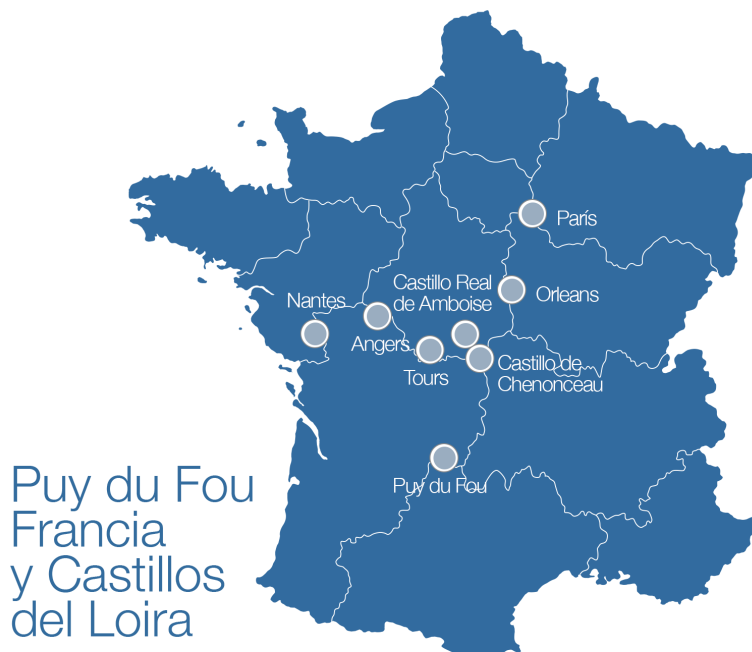 París
Castillo Real
de Amboise
Orleans
Nantes
Angers
Tours
Castillo de
Chenonceau
Puy du Fou
Puy du Fou
Francia
y Castillos
del Loira